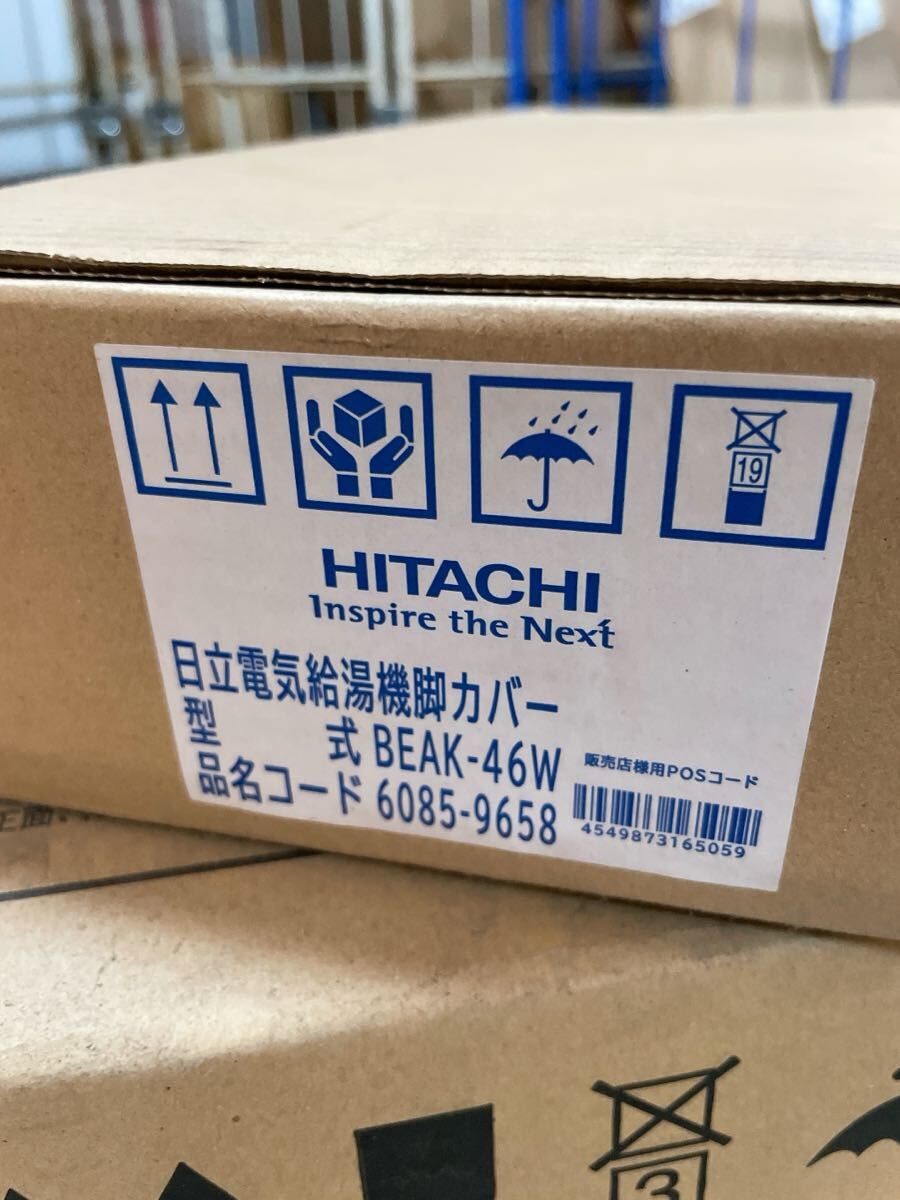 19
HITACHI
Inspire the Next
日立電気給湯機脚カバー
型式 BEAK-46W
品名コード 6085-9658
販売店様用POSコード
4549873165059
正面
3